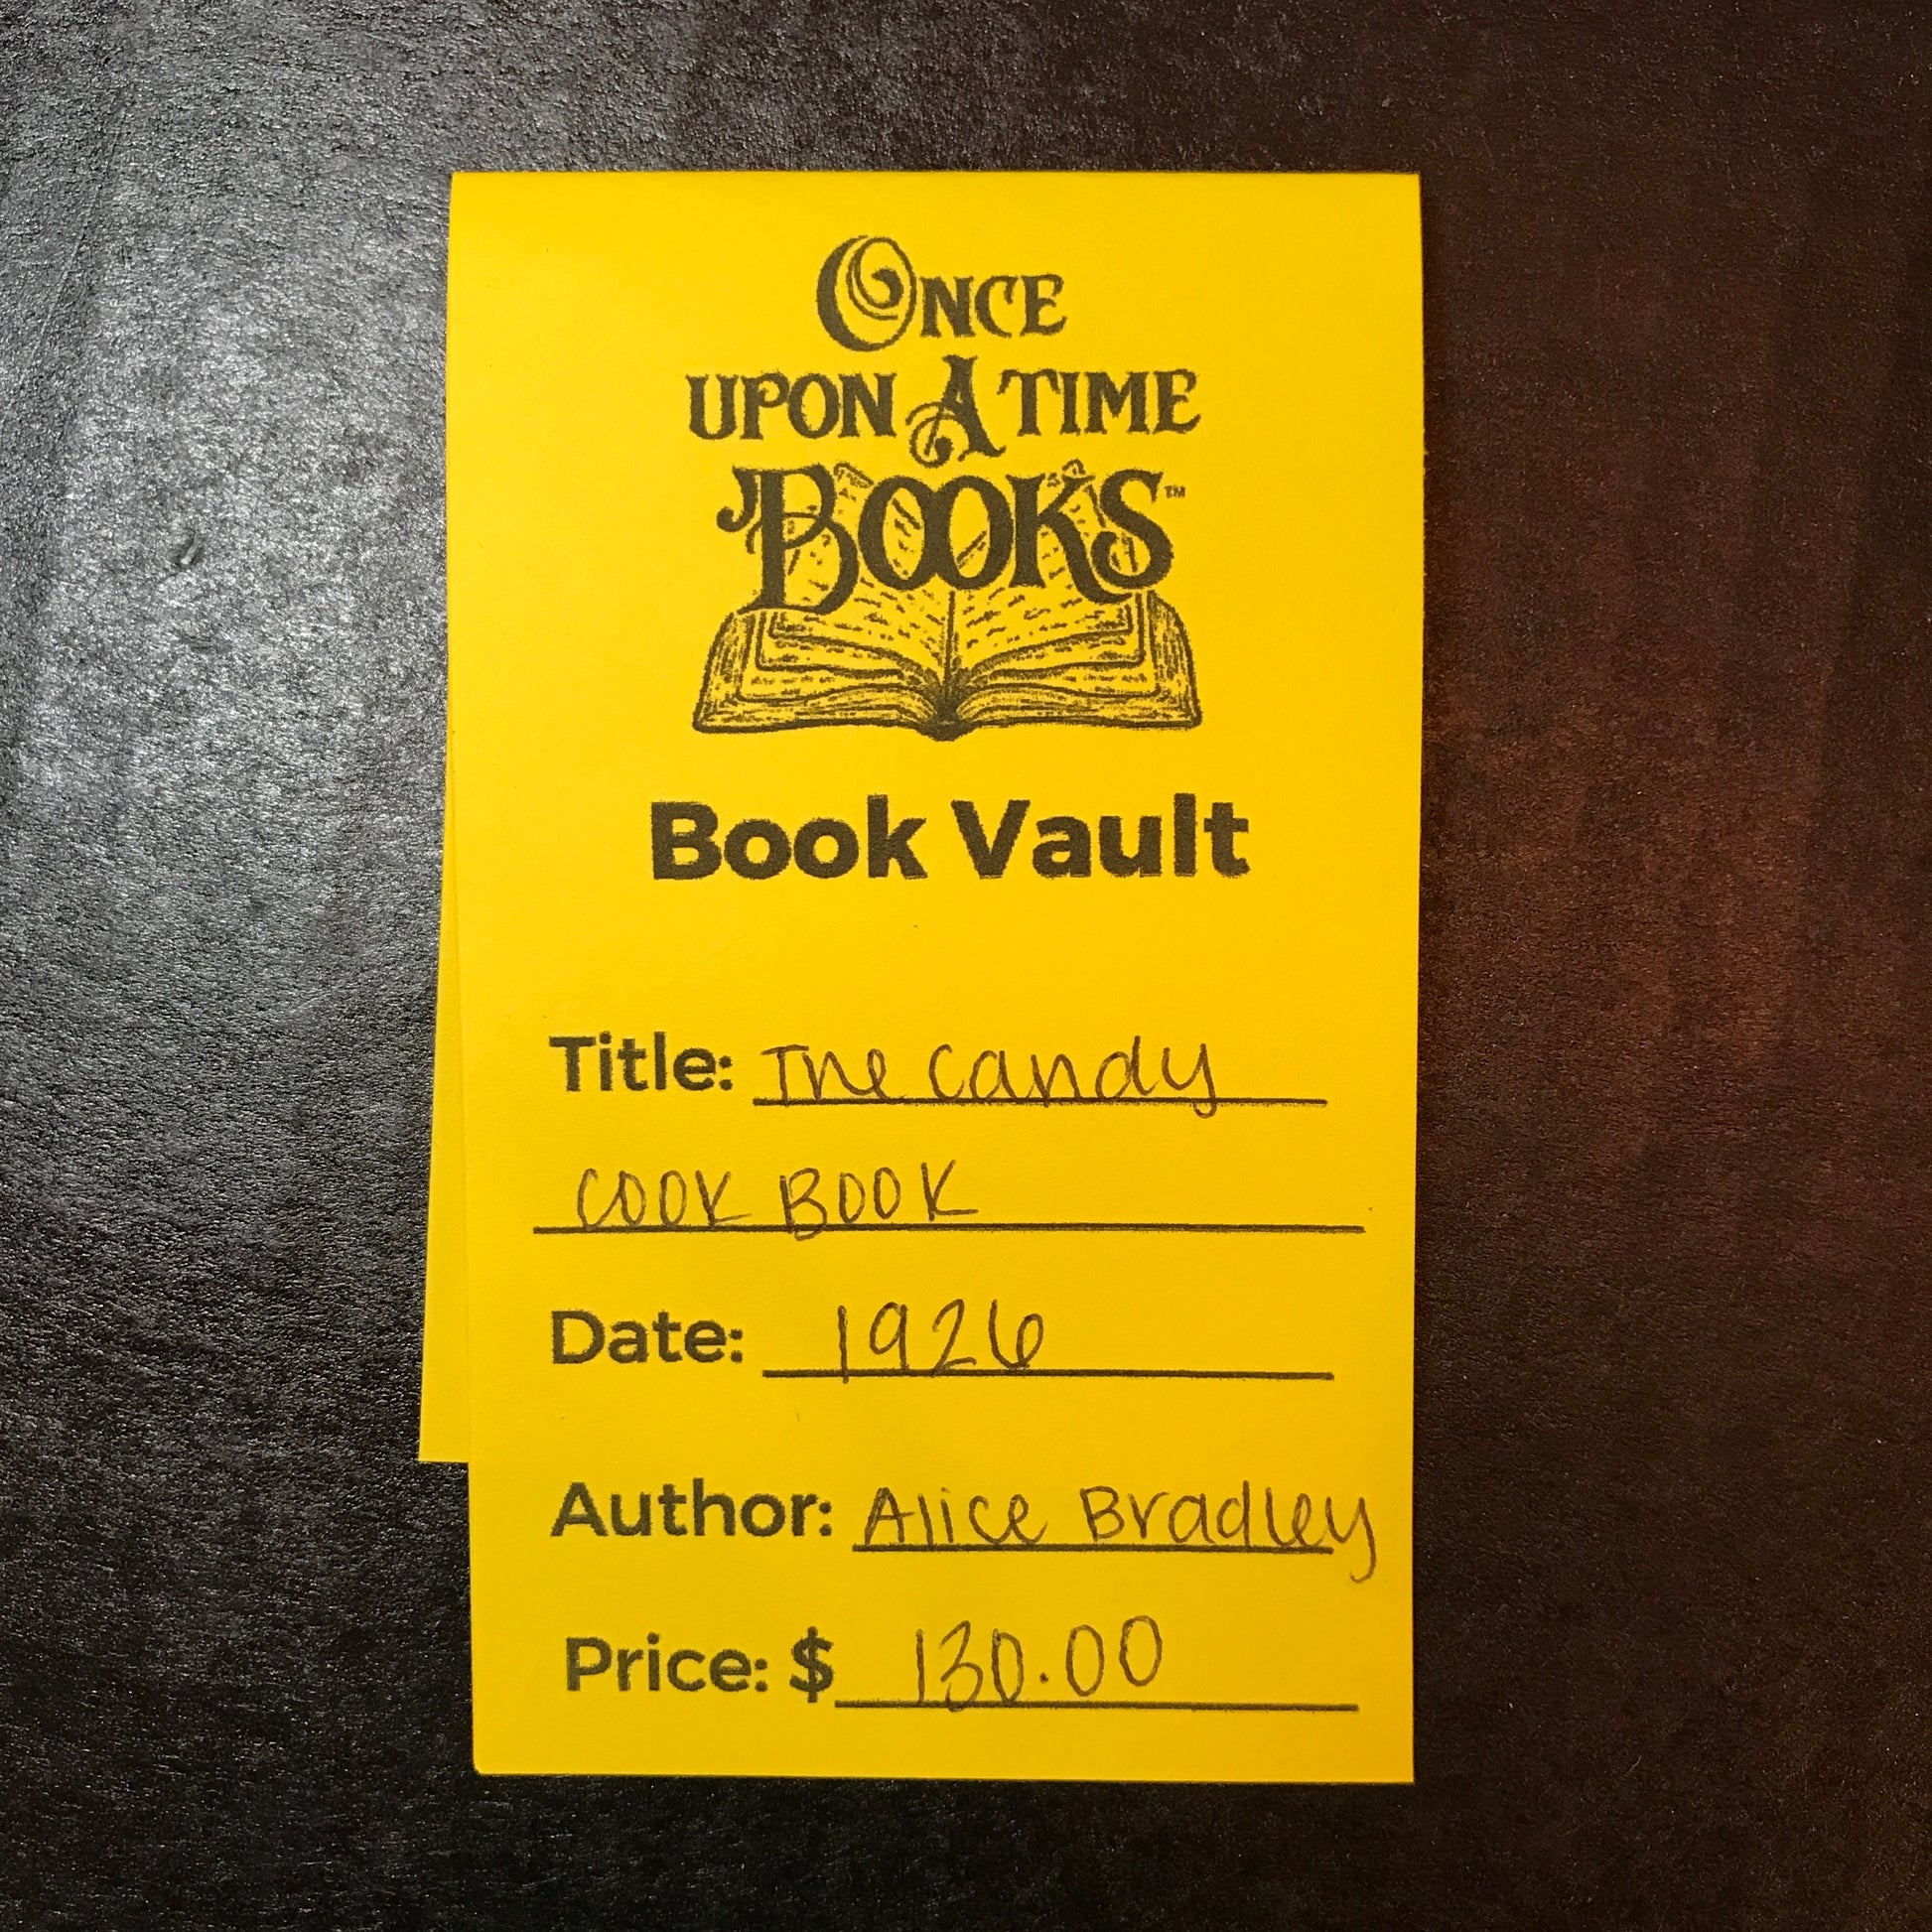 Once
upon A time
Books™
Book Vault
Title: The Candy
COOK BOOK
Date: 1926
Author: Alice Bradley
Price: $ 130.00